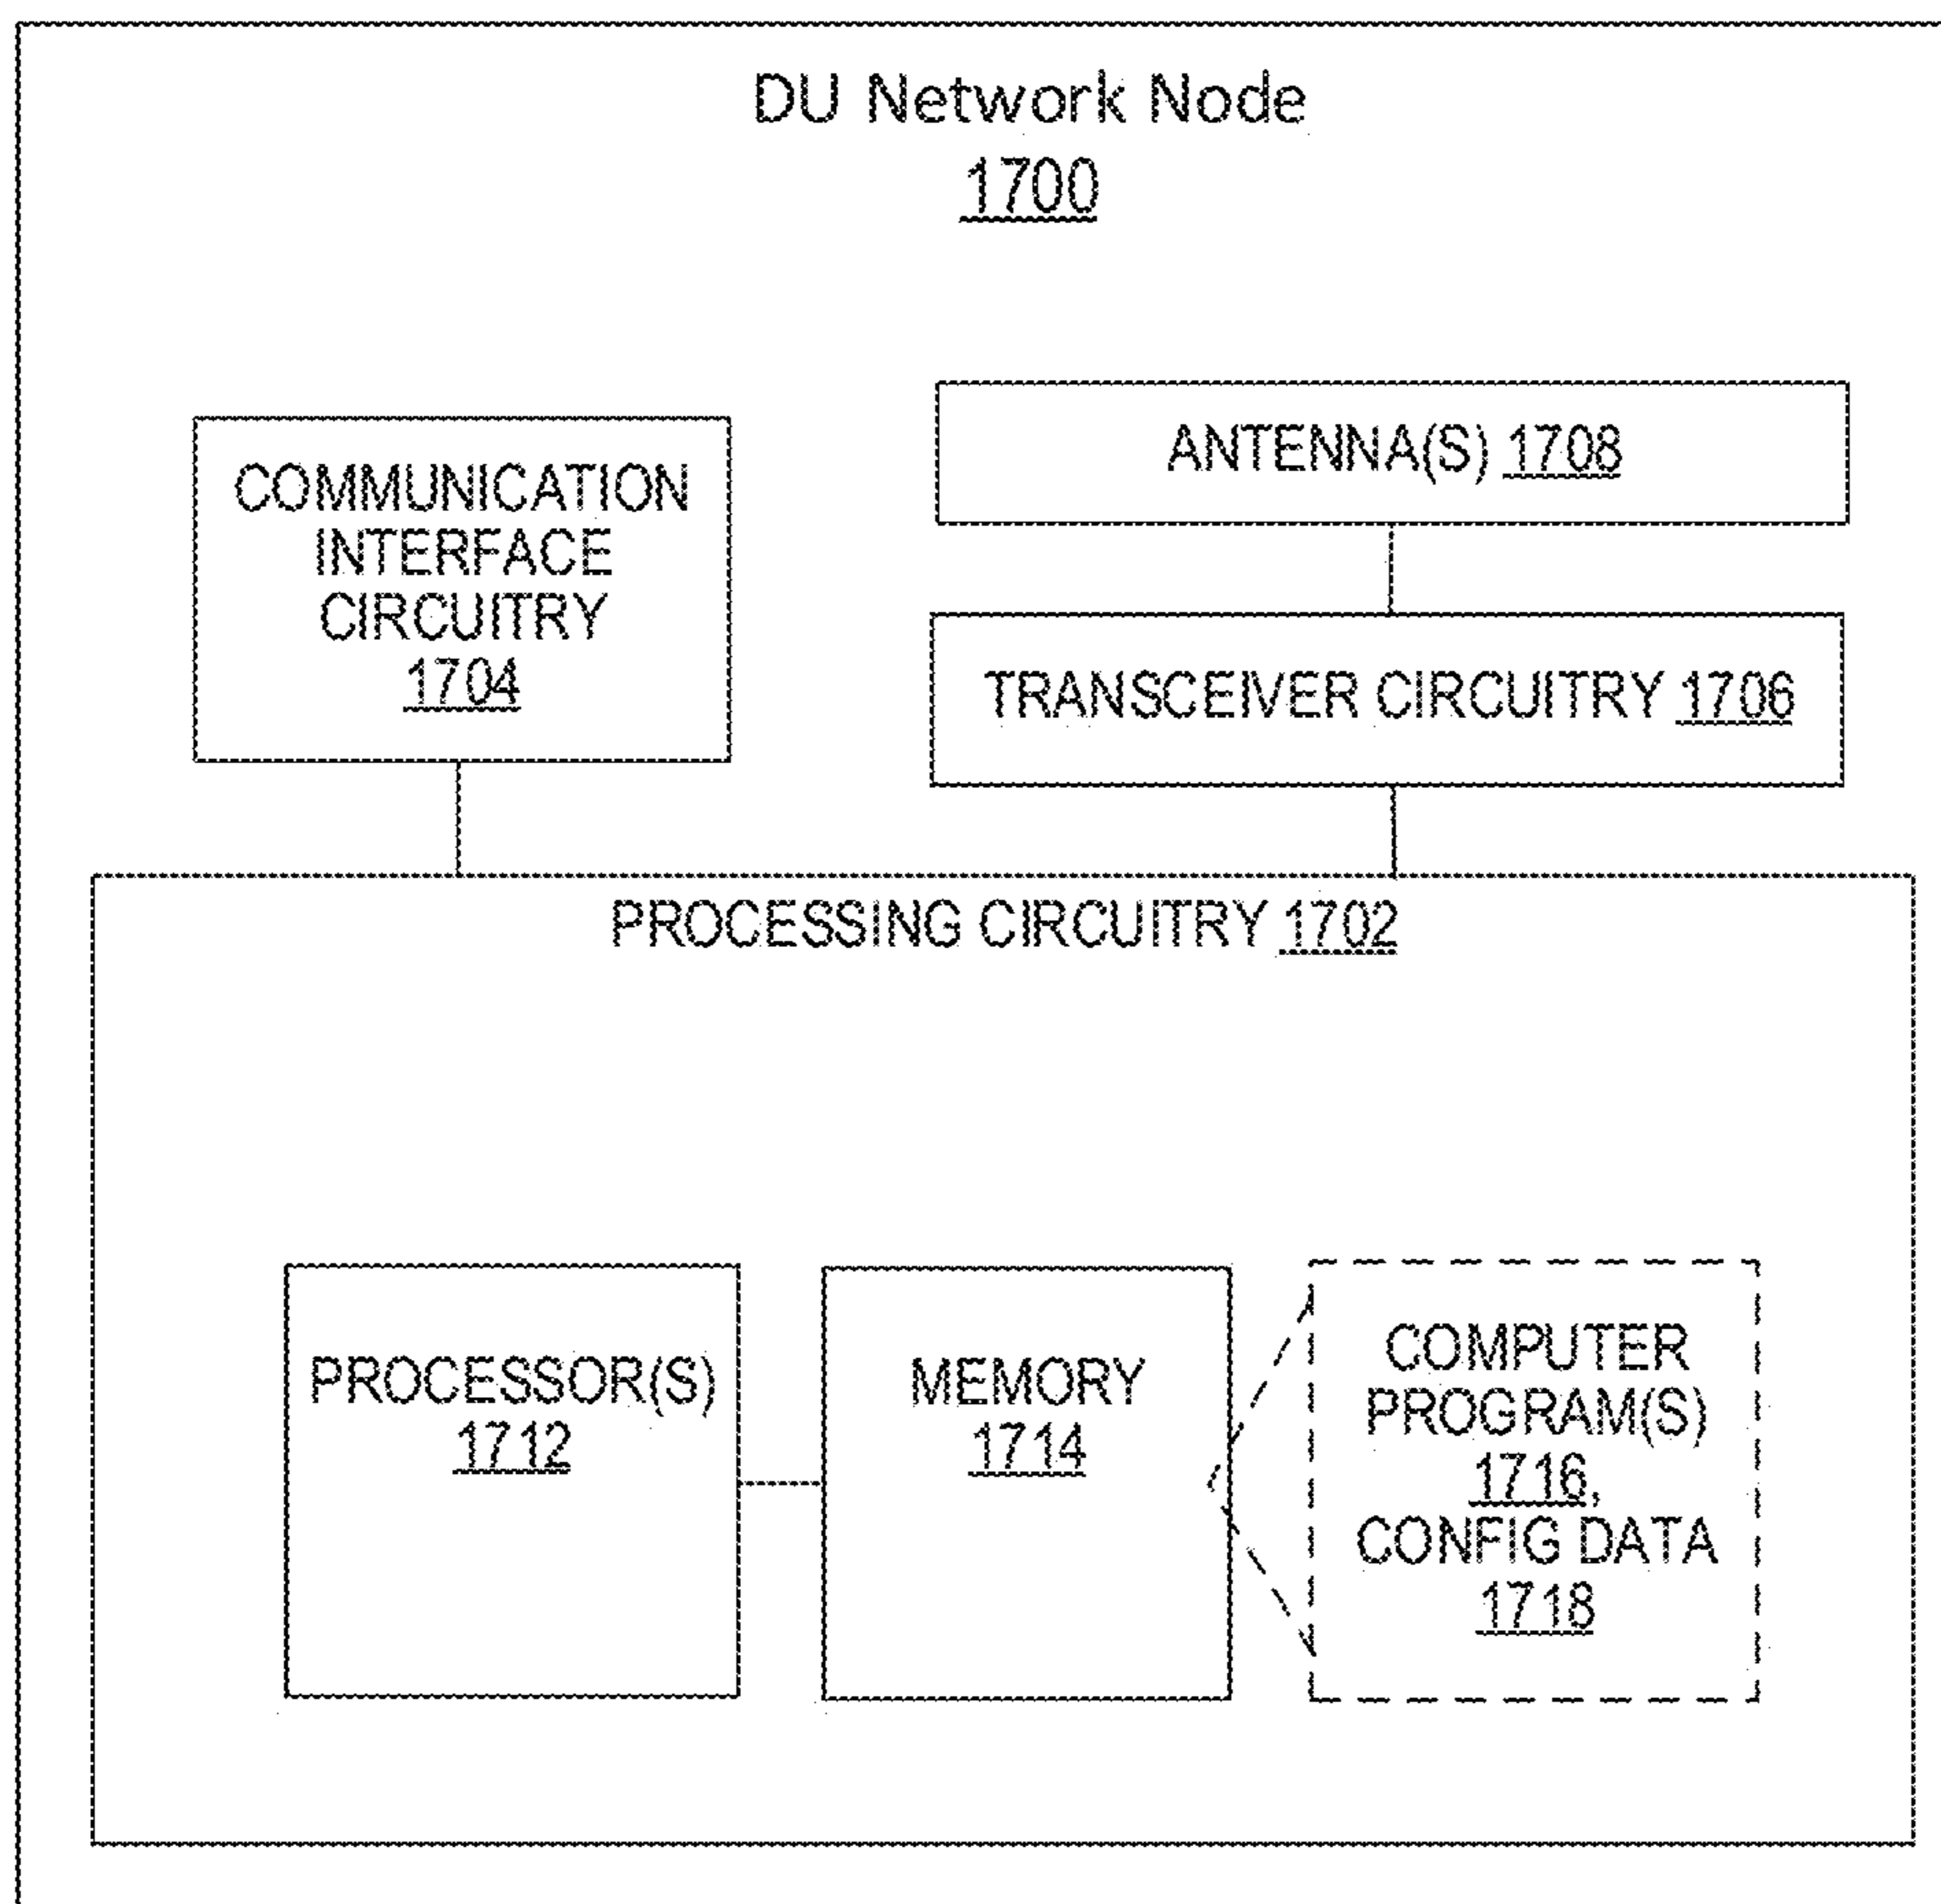 DU Network Node
1700
COMMUNICATION
INTERFACE
CIRCUITRY
1704
ANTENNA(S) 1708
TRANSCEIVER CIRCUITRY 1706
PROCESSING CIRCUITRY 1702
PROCESSOR(S)
1712
MEMORY
1714
COMPUTER
PROGRAM(S)
1716,
CONFIG DATA
1718